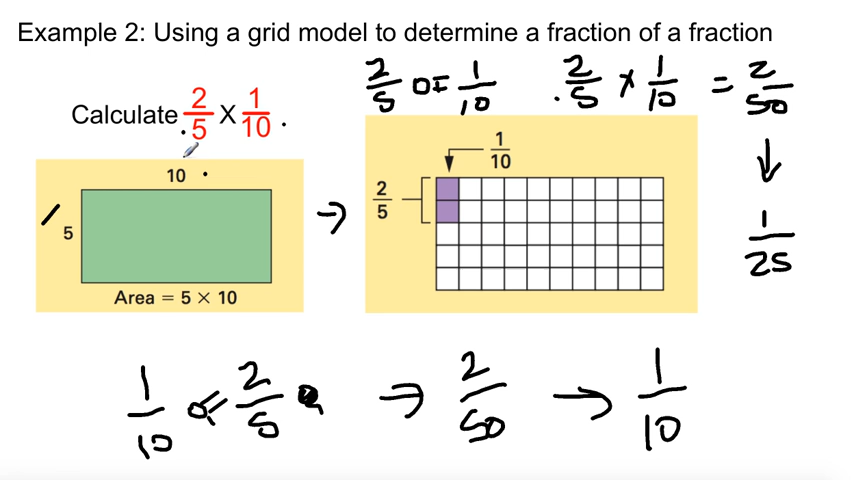 Example 2: Using a grid model to determine a fraction of a fraction
2/5 of 1/10
2/5 x 1/10 = 2/50
↓
1/25
Calculate 2/5 X 1/10 .
10
5
Area = 5 × 10
→
1/10
2/5
1/10 of 2/5 → 2/50 → 1/10